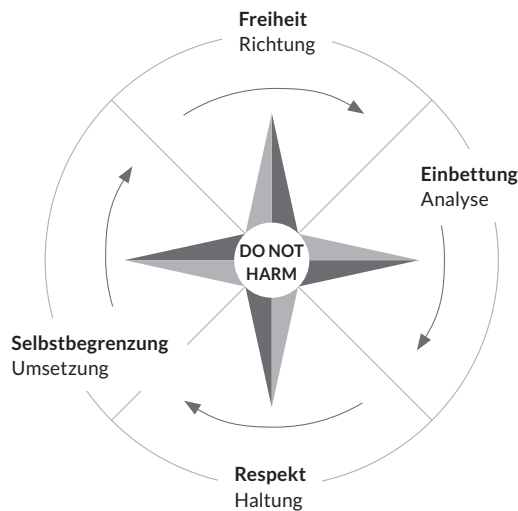 Freiheit
Richtung
Einbettung
Analyse
DO NOT
HARM
Selbstbegrenzung
Umsetzung
Respekt
Haltung